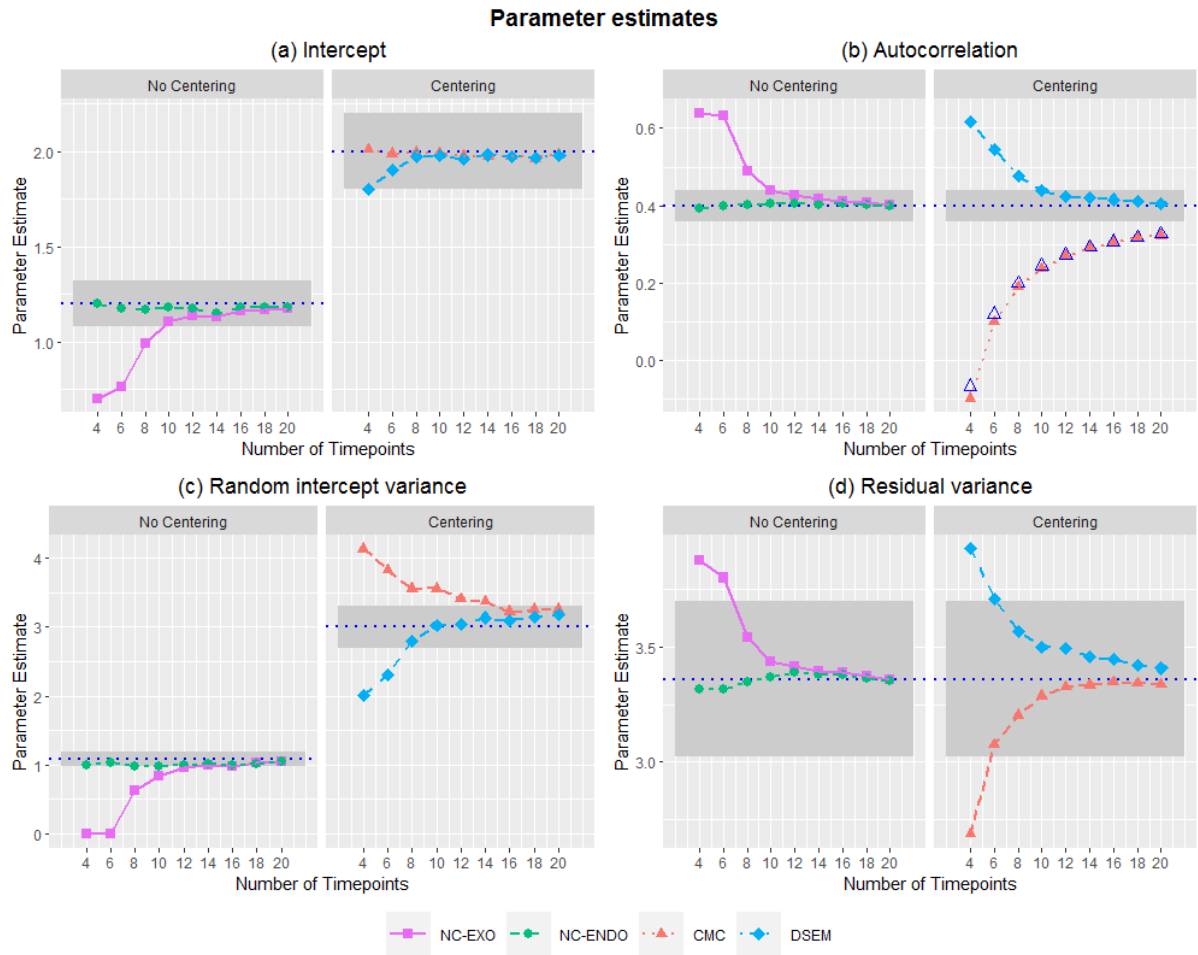 Parameter estimates
(a) Intercept
No Centering
Centering
Parameter Estimate
2.0
1.5
1.0
4 6 8 10 12 14 16 18 20
4 6 8 10 12 14 16 18 20
Number of Timepoints
(b) Autocorrelation
No Centering
Centering
Parameter Estimate
0.6
0.4
0.2
0.0
4 6 8 10 12 14 16 18 20
4 6 8 10 12 14 16 18 20
Number of Timepoints
(c) Random intercept variance
No Centering
Centering
Parameter Estimate
4
3
2
1
0
4 6 8 10 12 14 16 18 20
4 6 8 10 12 14 16 18 20
Number of Timepoints
(d) Residual variance
No Centering
Centering
Parameter Estimate
3.5
3.0
4 6 8 10 12 14 16 18 20
4 6 8 10 12 14 16 18 20
Number of Timepoints
NC-EXO NC-ENDO CMC DSEM